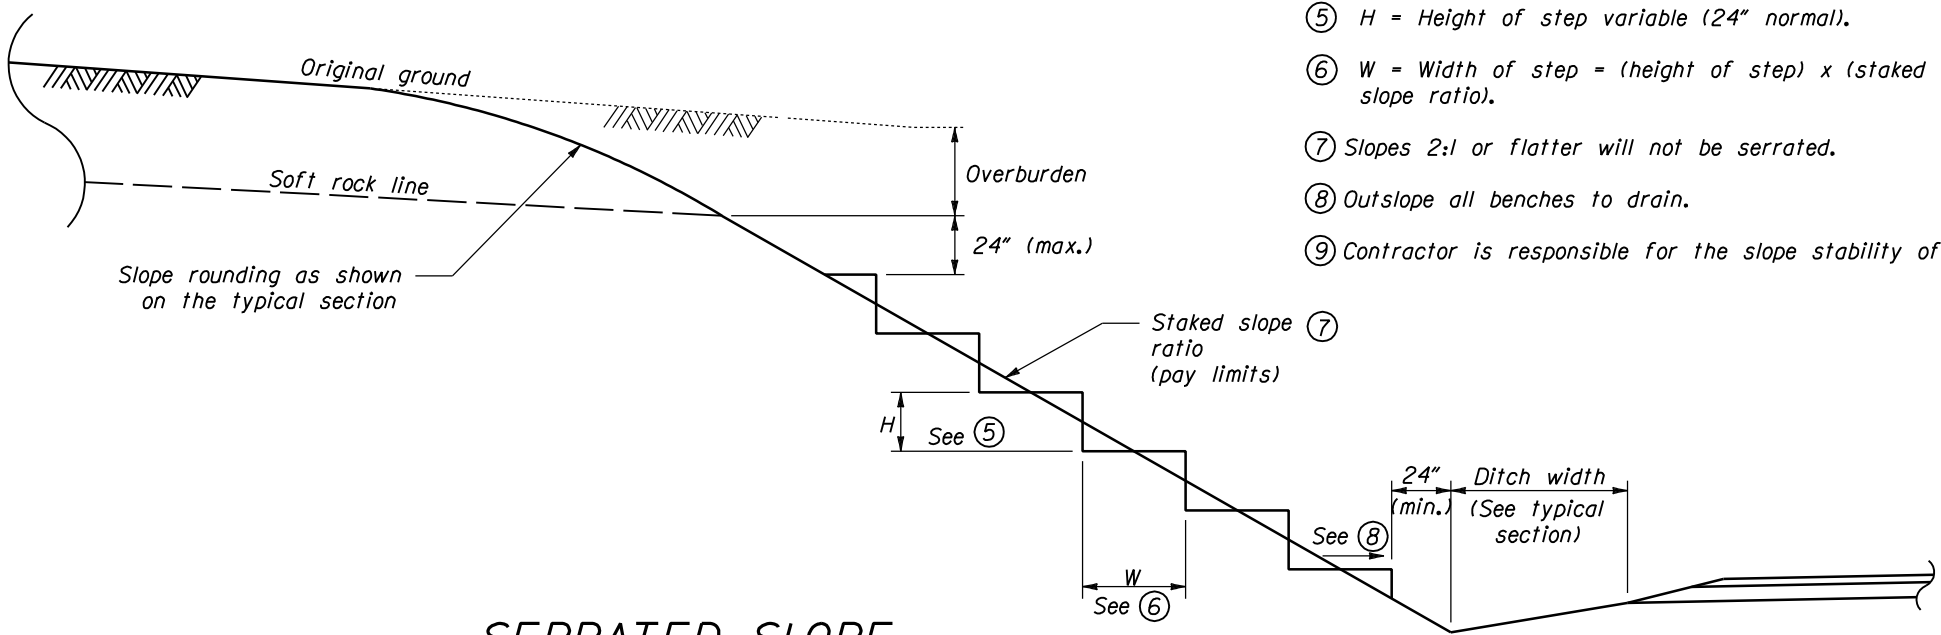 ⑤ H = Height of step variable (24" normal).
⑥ W = Width of step = (height of step) x (staked
slope ratio).
⑦ Slopes 2:1 or flatter will not be serrated.
⑧ Outslope all benches to drain.
⑨ Contractor is responsible for the slope stability of
Original ground
Soft rock line
Overburden
24" (max.)
Slope rounding as shown
on the typical section
Staked slope ⑦
ratio
(pay limits)
H
See ⑤
24"
(min.)
Ditch width
(See typical
section)
See ⑧
W
See ⑥
SERRATED SLOPE